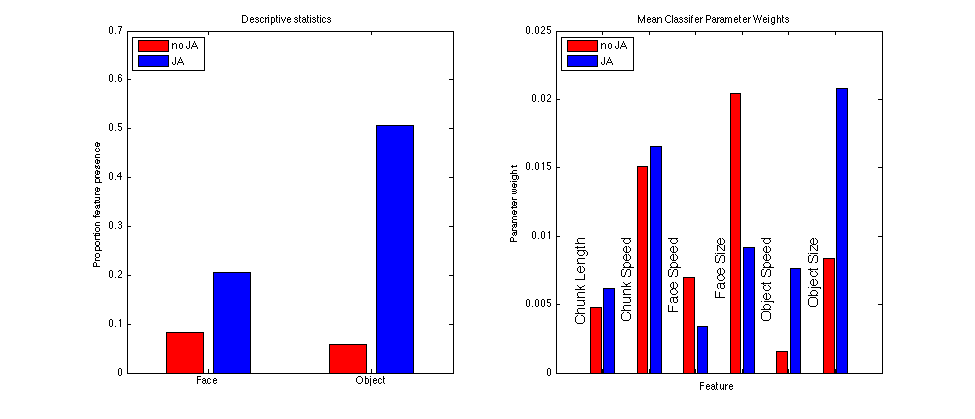 Descriptive statistics
0.7
0.6
0.5
0.4
0.3
0.2
0.1
0
Proportion feature presence
no JA
JA
Face
Object
Mean Classifer Parameter Weights
0.025
0.02
0.015
0.01
0.005
0
Parameter weight
no JA
JA
Chunk Length
Chunk Speed
Face Speed
Face Size
Object Speed
Object Size
Feature